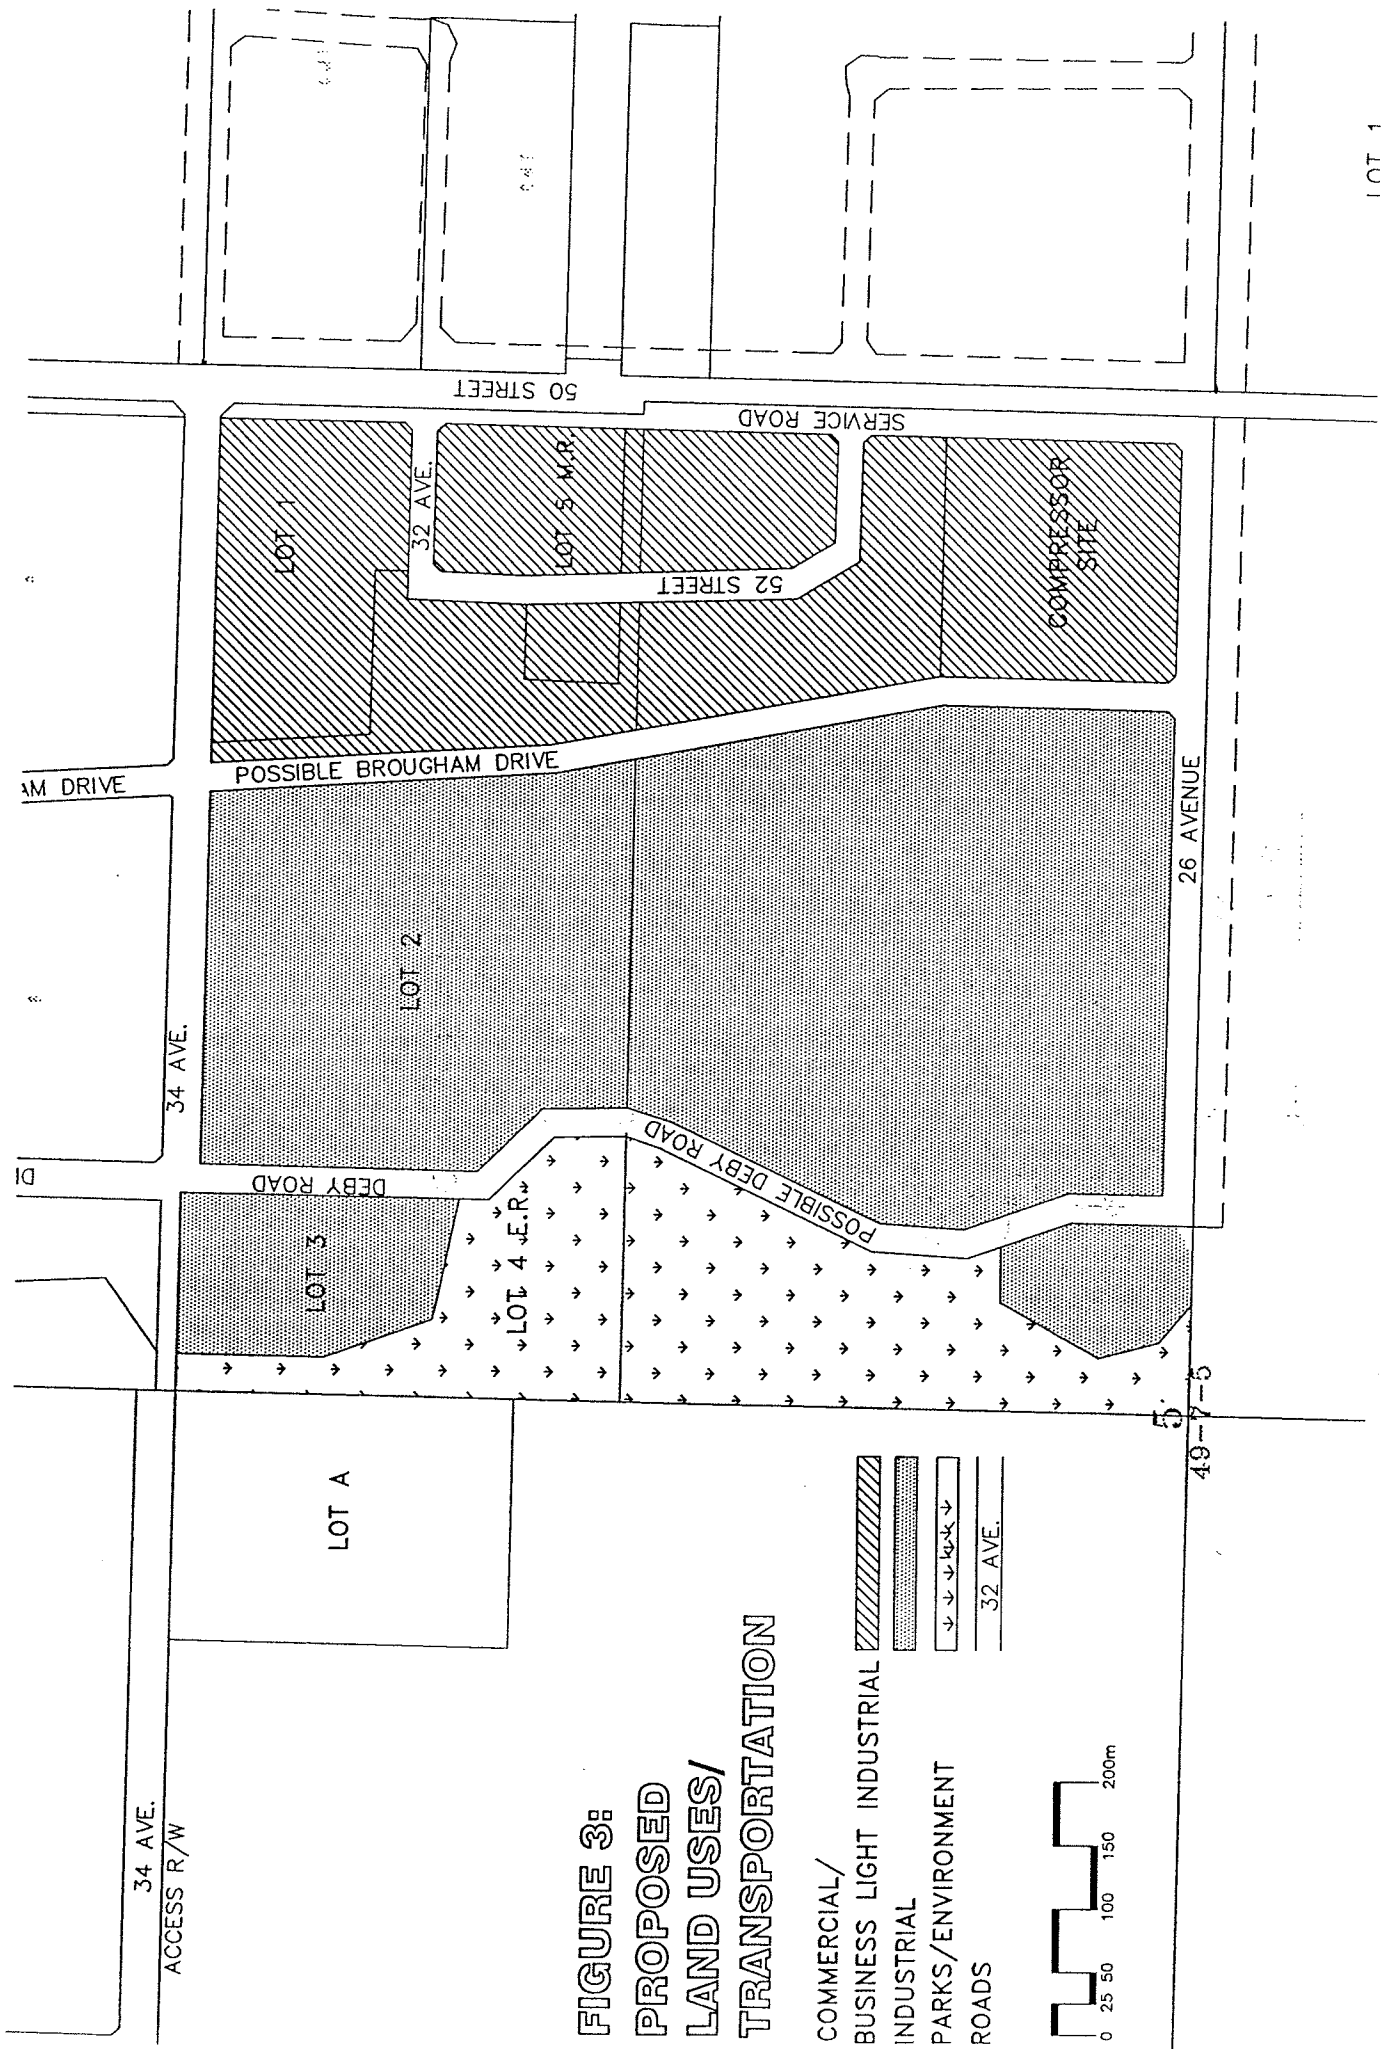 FIGURE 3:
PROPOSED
LAND USES/
TRANSPORTATION
COMMERCIAL/
BUSINESS LIGHT INDUSTRIAL
INDUSTRIAL
PARKS/ENVIRONMENT
ROADS
32 AVE.
0 25 50 100 150 200m
34 AVE.
ACCESS R/W
LOT A
DEBY ROAD
LOT 3
LOT 4 E.R.
POSSIBLE DEBY ROAD
34 AVE.
LOT 2
26 AVENUE
AM DRIVE
POSSIBLE BROUGHAM DRIVE
LOT 1
32 AVE.
LOT 5 M.R.
52 STREET
COMPRESSOR
SITE
50 STREET
SERVICE ROAD
LOT 1
49-7-5